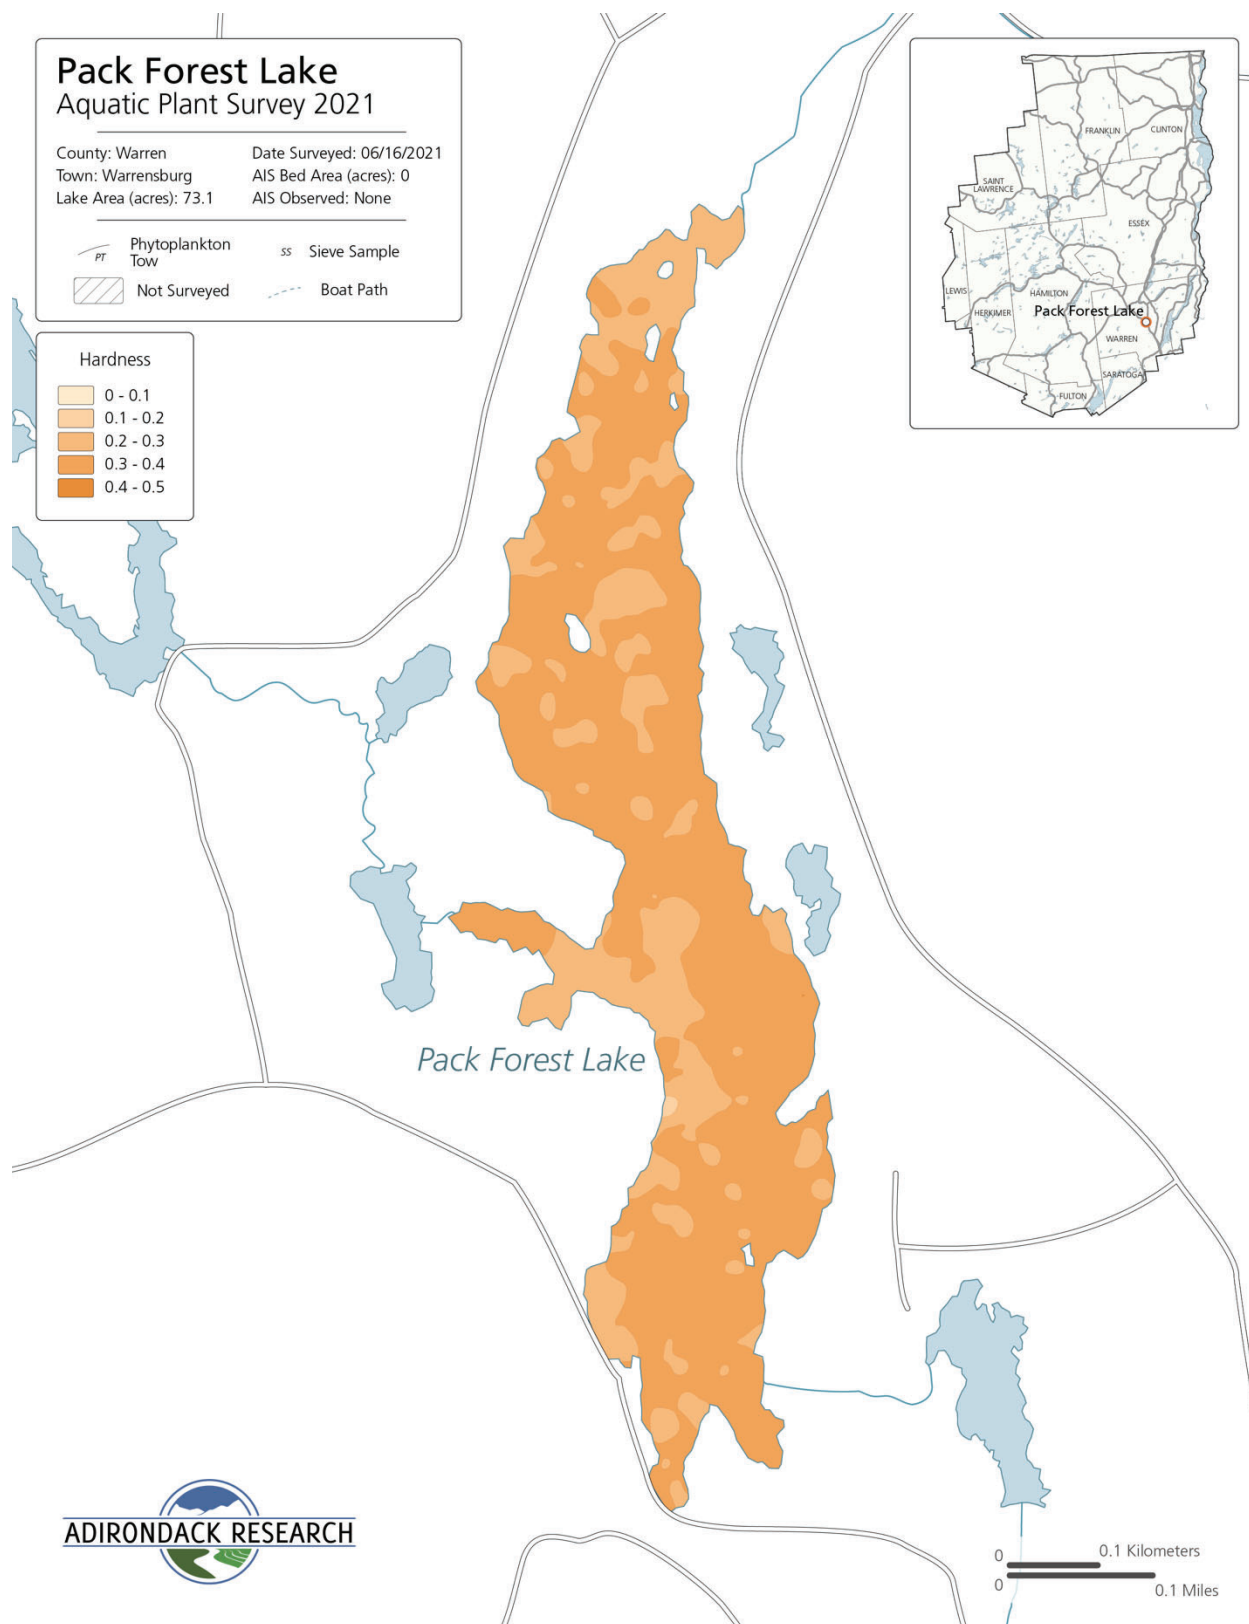 Pack Forest Lake
Aquatic Plant Survey 2021
County: Warren
Town: Warrensburg
Lake Area (acres): 73.1
Date Surveyed: 06/16/2021
AIS Bed Area (acres): 0
AIS Observed: None
PT
Phytoplankton
Tow
SS Sieve Sample
Not Surveyed
Boat Path
Hardness
0 - 0.1
0.1 - 0.2
0.2 - 0.3
0.3 - 0.4
0.4 - 0.5
FRANKLIN
CLINTON
SAINT
LAWRENCE
ESSEX
LEWIS
HAMILTON
HERKIMER
Pack Forest Lake
WARREN
SARATOGA
FULTON
Pack Forest Lake
ADIRONDACK RESEARCH
0 0.1 Kilometers
0 0.1 Miles